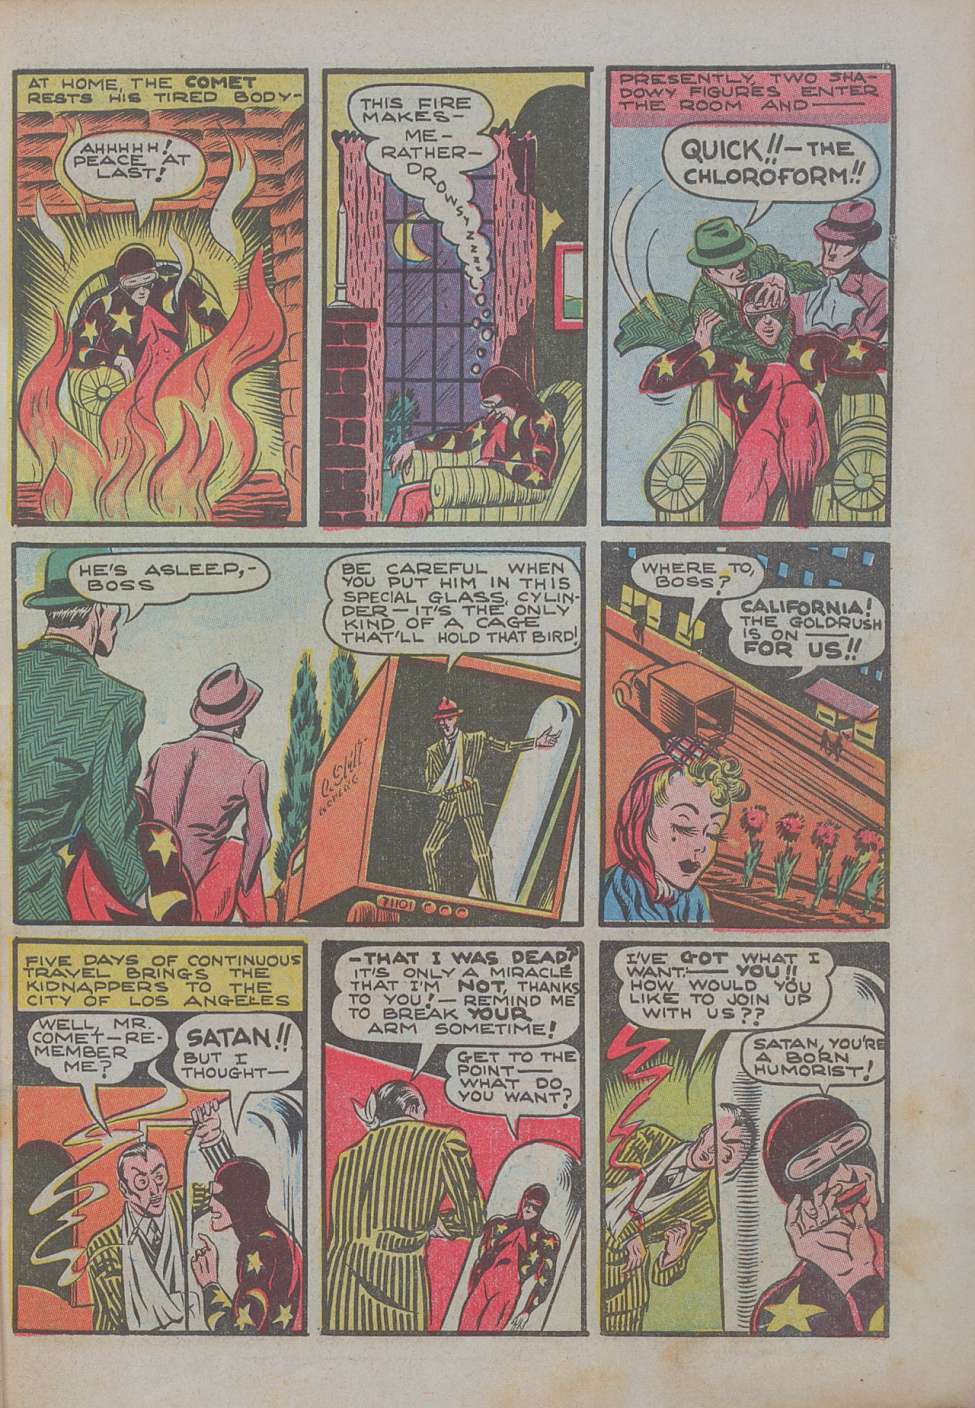 AT HOME, THE COMET
RESTS HIS TIRED BODY-
AHHHHH!
PEACE AT
LAST!
THIS FIRE
MAKES-
ME-
RATHER-
DROWSYZZZZZ
PRESENTLY, TWO SHA-
DOWY FIGURES ENTER
THE ROOM AND—
QUICK!!-THE
CHLOROFORM!!
HE'S ASLEEP,-
BOSS
BE CAREFUL WHEN
YOU PUT HIM IN THIS
SPECIAL GLASS CYLIN-
DER-IT'S THE ONLY
KIND OF A CAGE
THAT'LL HOLD THAT BIRD!
71101
WHERE TO,
BOSS?
CALIFORNIA!
THE GOLDRUSH
IS ON—
FOR US!!
FIVE DAYS OF CONTINUOUS
TRAVEL BRINGS THE
KIDNAPPERS TO THE
CITY OF LOS ANGELES
WELL, MR.
COMET-RE-
MEMBER
ME?
SATAN!!
BUT I
THOUGHT-
-THAT I WAS DEAD?
IT'S ONLY A MIRACLE
THAT I'M NOT, THANKS
TO YOU!-REMIND ME
TO BREAK YOUR
ARM SOMETIME!
GET TO THE
POINT—
WHAT DO
YOU WANT?
I'VE GOT WHAT I
WANT-YOU!!
HOW WOULD YOU
LIKE TO JOIN UP
WITH US??
SATAN, YOU'RE
A BORN
HUMORIST!